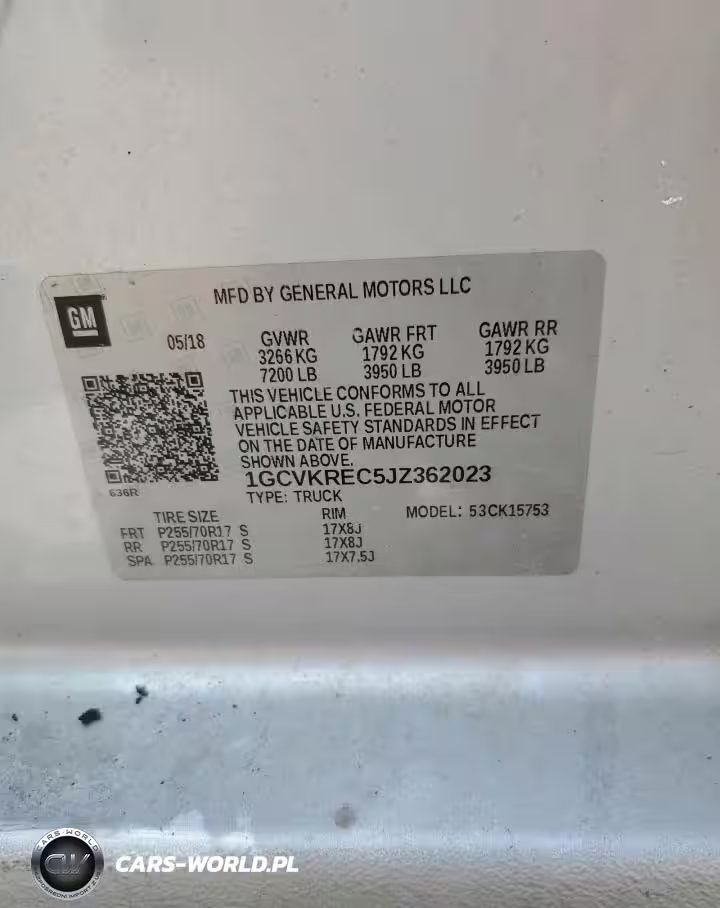 MFD BY GENERAL MOTORS LLC
GM
05/18 GVWR GAWR FRT GAWR RR
3266 KG 1792 KG 1792 KG
7200 LB 3950 LB 3950 LB
THIS VEHICLE CONFORMS TO ALL
APPLICABLE U.S. FEDERAL MOTOR
VEHICLE SAFETY STANDARDS IN EFFECT
ON THE DATE OF MANUFACTURE
SHOWN ABOVE.
1GCVKREC5JZ362023
636R
TYPE: TRUCK
TIRE SIZE RIM MODEL: 53CK15753
FRT P255/70R17 S 17X8J
RR P255/70R17 S 17X8J
SPA P255/70R17 S 17X7.5J
CARS-WORLD
CW
CARS-WORLD.PL